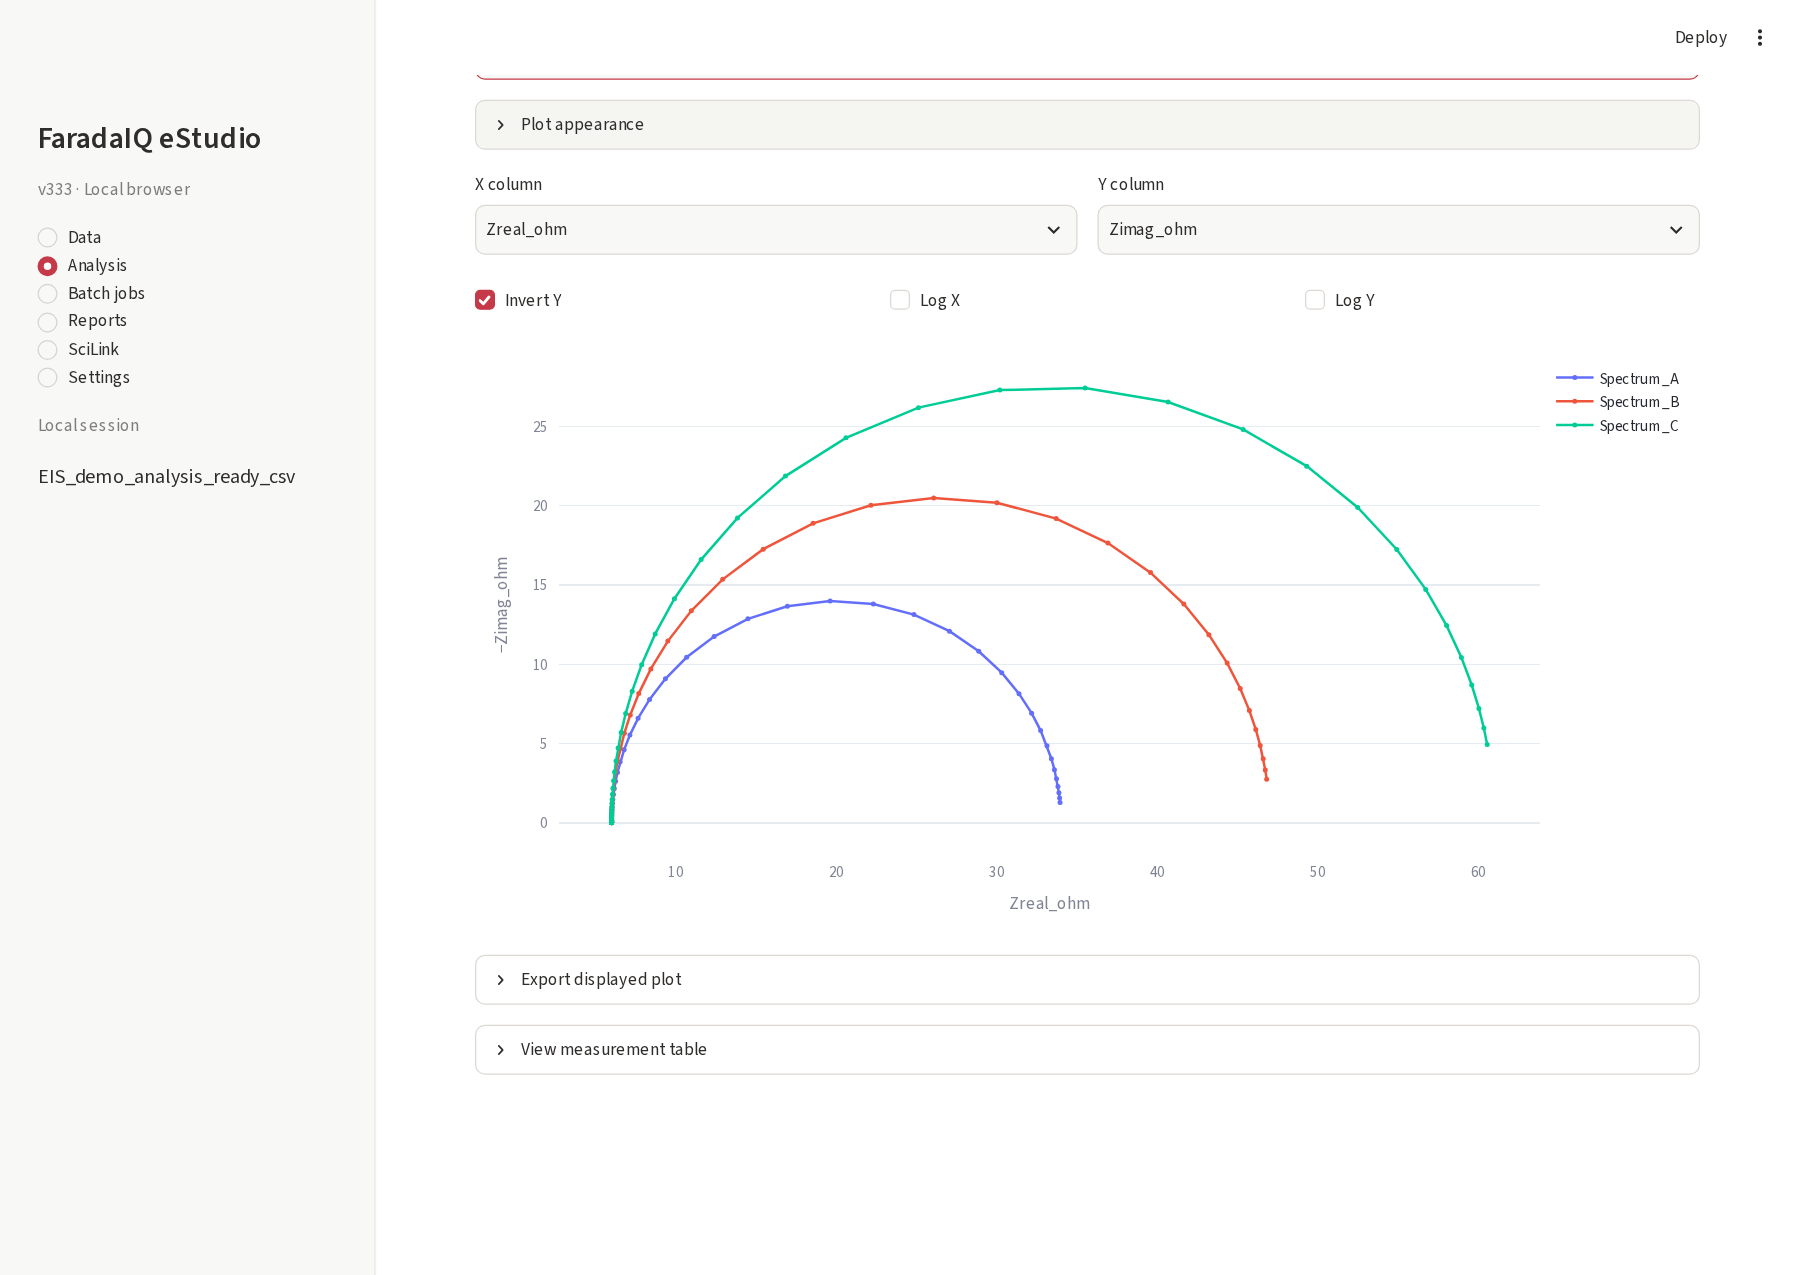 Deploy
FaradaIQ eStudio
v333 · Local browser
Data
Analysis
Batch jobs
Reports
SciLink
Settings
Local session
EIS_demo_analysis_ready_csv
Plot appearance
X column
Y column
Zreal_ohm
Zimag_ohm
Invert Y
Log X
Log Y
Spectrum_A
Spectrum_B
Spectrum_C
25
20
15
10
5
0
−Zimag_ohm
10 20 30 40 50 60
Zreal_ohm
Export displayed plot
View measurement table